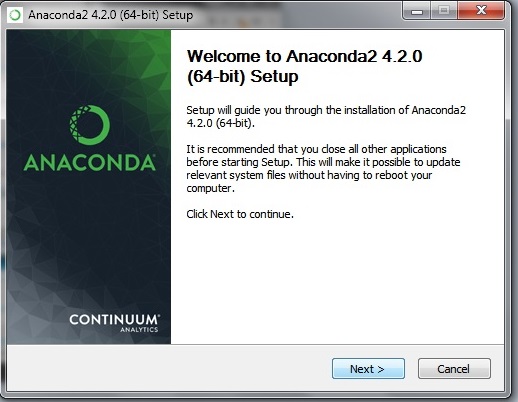 Anaconda2 4.2.0 (64-bit) Setup
Welcome to Anaconda2 4.2.0
(64-bit) Setup
Setup will guide you through the installation of Anaconda2
4.2.0 (64-bit).
It is recommended that you close all other applications
before starting Setup. This will make it possible to update
relevant system files without having to reboot your
computer.
Click Next to continue.
ANACONDA®
CONTINUUM®
ANALYTICS
Next >
Cancel